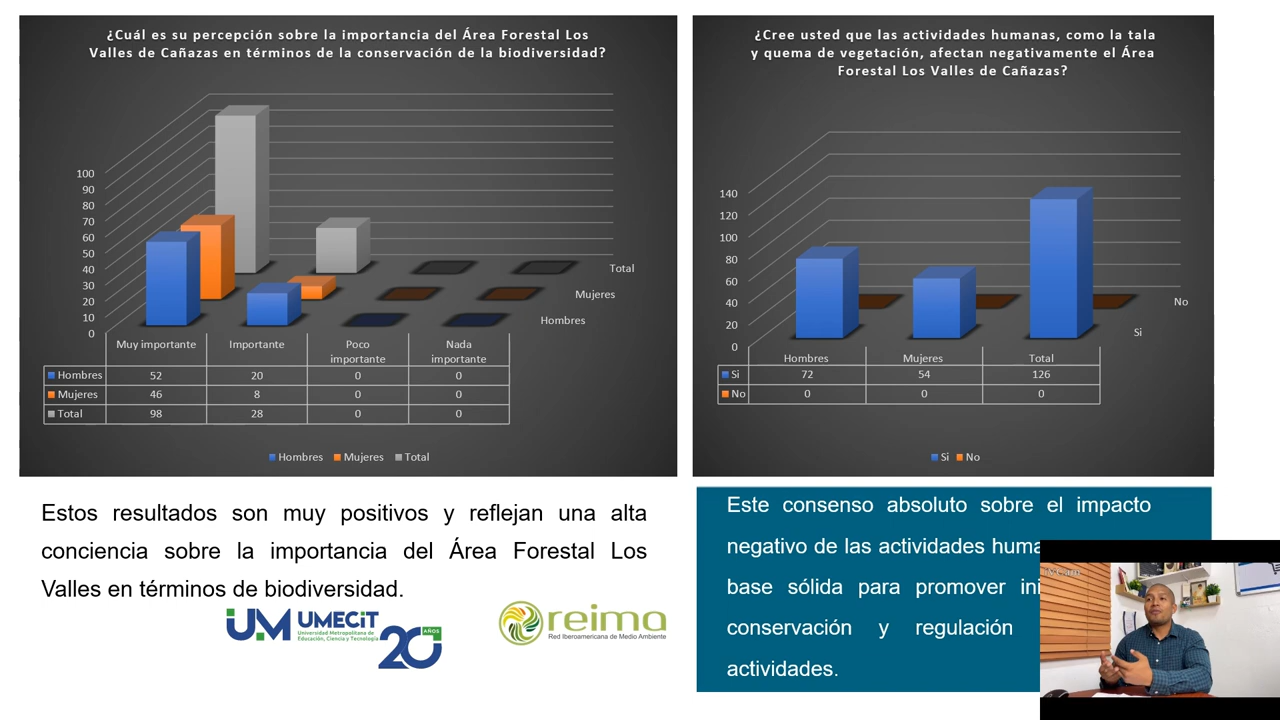 ¿Cuál es su percepción sobre la importancia del Área Forestal Los
Valles de Cañazas en términos de la conservación de la biodiversidad?
100
90
80
70
60
50
40
30
20
10
0
Total
Mujeres
Hombres
Muy importante Importante Poco importante Nada importante
Hombres 52 20 0 0
Mujeres 46 8 0 0
Total 98 28 0 0
Hombres Mujeres Total
¿Cree usted que las actividades humanas, como la tala
y quema de vegetación, afectan negativamente el Área
Forestal Los Valles de Cañazas?
140
120
100
80
60
40
20
0
No
Si
Hombres Mujeres Total
Si 72 54 126
No 0 0 0
Si No
Estos resultados son muy positivos y reflejan una alta
conciencia sobre la importancia del Área Forestal Los
Valles en términos de biodiversidad.
UM UMECIT
Universidad Metropolitana de
Educación, Ciencia y Tecnología
20 AÑOS
reima
Red Iberoamericana de Medio Ambiente
Este consenso absoluto sobre el impacto
negativo de las actividades huma
base sólida para promover ini
conservación y regulación
actividades.